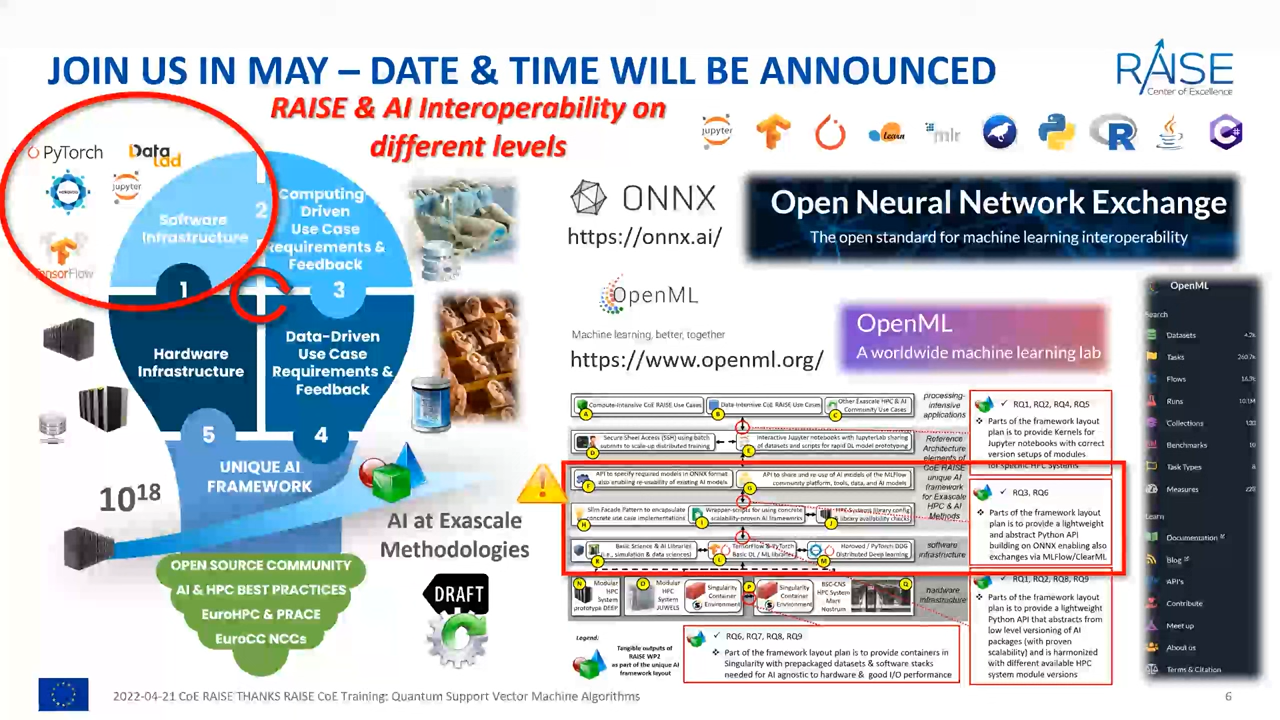 JOIN US IN MAY – DATE & TIME WILL BE ANNOUNCED
RAISE
Center of Excellence
RAISE & AI Interoperability on
different levels
PyTorch
Data
Lad
HOROVOD
jupyter
TensorFlow
Software
Infrastructure
1
2
Computing-
Driven
Use Case
Requirements &
Feedback
3
Hardware
Infrastructure
Data-Driven
Use Case
Requirements &
Feedback
5
4
UNIQUE AI
FRAMEWORK
10^18
AI at Exascale
Methodologies
OPEN SOURCE COMMUNITY
AI & HPC BEST PRACTICES
EuroHPC & PRACE
EuroCC NCCs
DRAFT
jupyter
learn
mlr
R
C#
ONNX
https://onnx.ai/
Open Neural Network Exchange
The open standard for machine learning interoperability
OpenML
Machine learning, better, together
https://www.openml.org/
OpenML
A worldwide machine learning lab
OpenML
Search
Datasets
Tasks
Flows
Runs
Collections
Benchmarks
Task Types
Measures
Learn
Documentation
Blog
API's
Contribute
Meet up
About us
Terms & Citation
Compute-Intensive CoE RAISE Use Cases
Data-Intensive CoE RAISE Use Cases
Other Exascale HPC & AI
Community Use Cases
A
B
C
processing-
intensive
applications
Secure Shell Access (SSH) using batch
submits to scale-up distributed training
Interactive Jupyter notebooks with JupyterLab sharing
of datasets and scripts for rapid DL model prototyping
D
E
Reference
Architecture
elements of
CoE RAISE
unique AI
framework
for Exascale
HPC & AI
Methods
API to specify required models in ONNX format
also enabling re-usability of existing AI models
API to share and re-use of AI models of the MLFlow
community platform, tools, data, and AI models
F
G
Slim Facade Pattern to encapsulate
concrete use case implementations
Wrapper-scripts for using concrete
scalability-proven AI frameworks
HPC Systems library config
library availability checks
H
I
J
Basic Science & AI Libraries
(i.e., simulation & data sciences)
TensorFlow & PyTorch
Basic DL / ML libraries
Horovod / PyTorch DDG
Distributed Deep learning
K
L
M
software
infrastructure
Modular
HPC
System
prototype DEEP
Modular
HPC
System
JUWELS
Singularity
Container
Environment
Singularity
Container
Environment
BSC-CNS
HPC System
Mare
Nostrum
N
O
P
Q
hardware
infrastructure
✓ RQ1, RQ2, RQ4, RQ5
❖ Parts of the framework layout
plan is to provide Kernels for
Jupyter notebooks with correct
version setups of modules
for specific HPC Systems
✓ RQ3, RQ6
• Parts of the framework layout
plan is to provide a lightweight
and abstract Python API
building on ONNX enabling also
exchanges via MLFlow/ClearML
✓ RQ1, RQ2, RQ8, RQ9
❖ Parts of the framework layout
plan is to provide a lightweight
Python API that abstracts from
low level versioning of AI
packages (with proven
scalability) and is harmonized
with different available HPC
system module versions
Legend:
Tangible outputs of
RAISE WP2
as part of the unique AI
framework layout
✓ RQ6, RQ7, RQ8, RQ9
❖ Part of the framework layout plan is to provide containers in
Singularity with prepackaged datasets & software stacks
needed for AI agnostic to hardware & good I/O performance
2022-04-21 CoE RAISE THANKS RAISE CoE Training: Quantum Support Vector Machine Algorithms
6